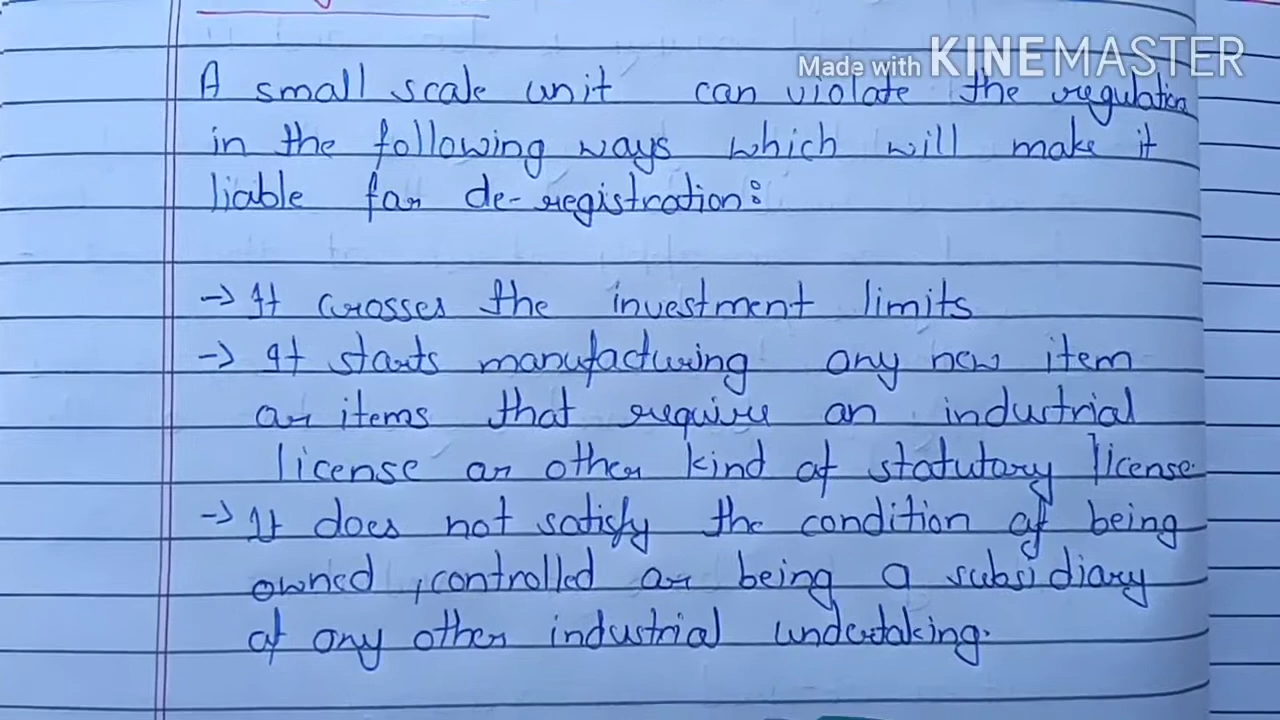 Made with KINEMASTER
A small scale unit can violate the regulation
in the following ways which will make it
liable for de-registration:
→ It crosses the investment limits
→ It starts manufacturing any new item
or items that require an industrial
license or other kind of statutary license.
→ It does not satisfy the condition of being
owned, controlled or being a subsidiary
of any other industrial undertaking.